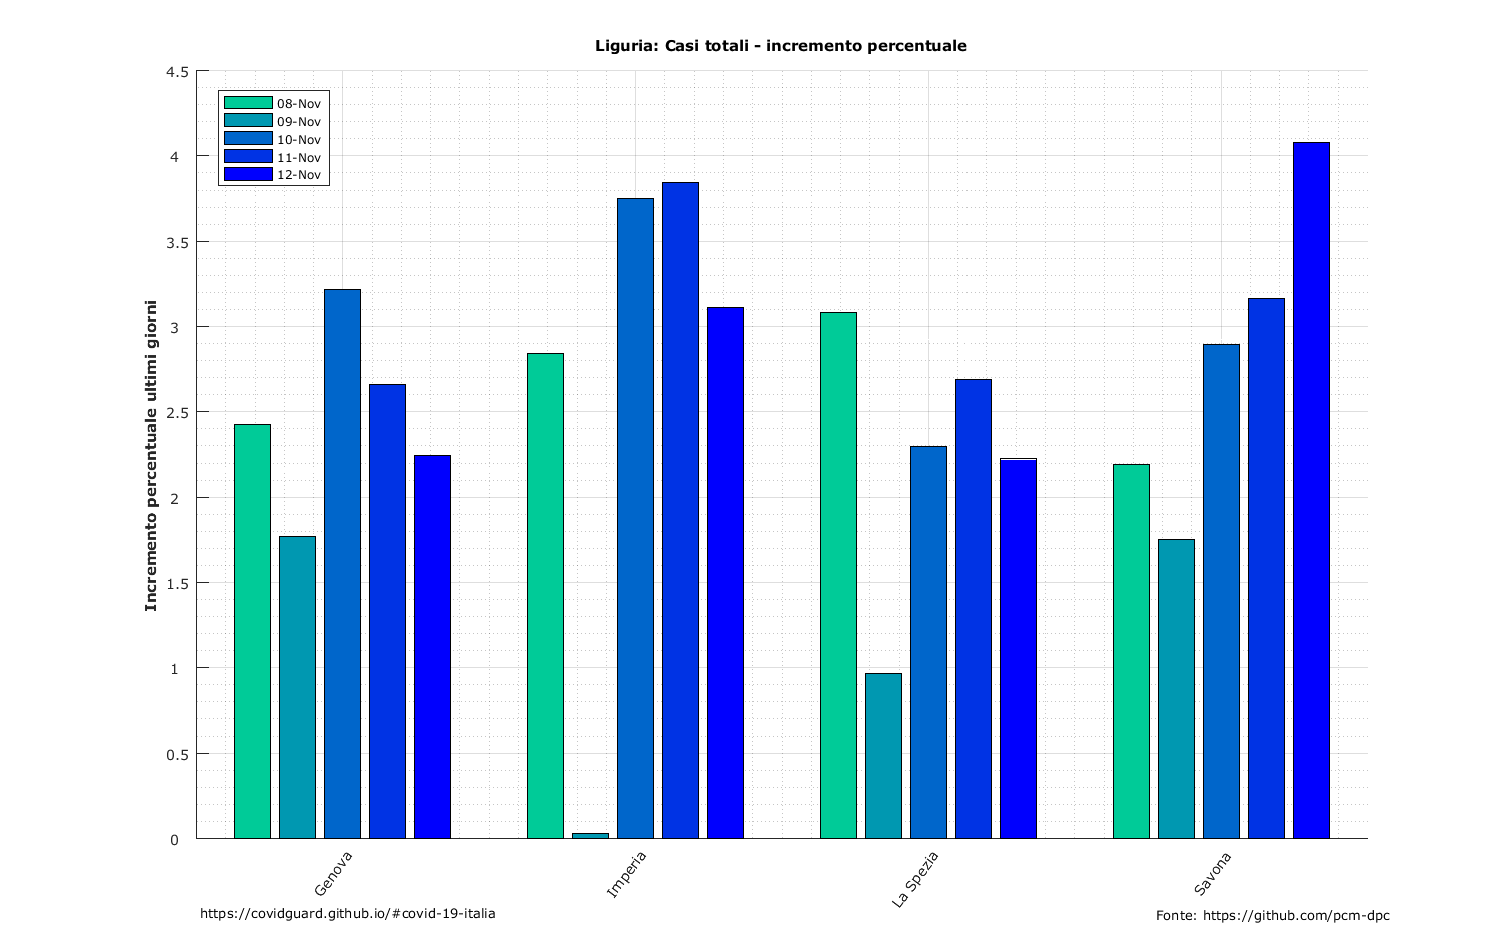 Liguria: Casi totali - incremento percentuale
4.5
4
3.5
3
2.5
2
1.5
1
0.5
0
Incremento percentuale ultimi giorni
08-Nov
09-Nov
10-Nov
11-Nov
12-Nov
Genova
Imperia
La Spezia
Savona
https://covidguard.github.io/#covid-19-italia
Fonte: https://github.com/pcm-dpc